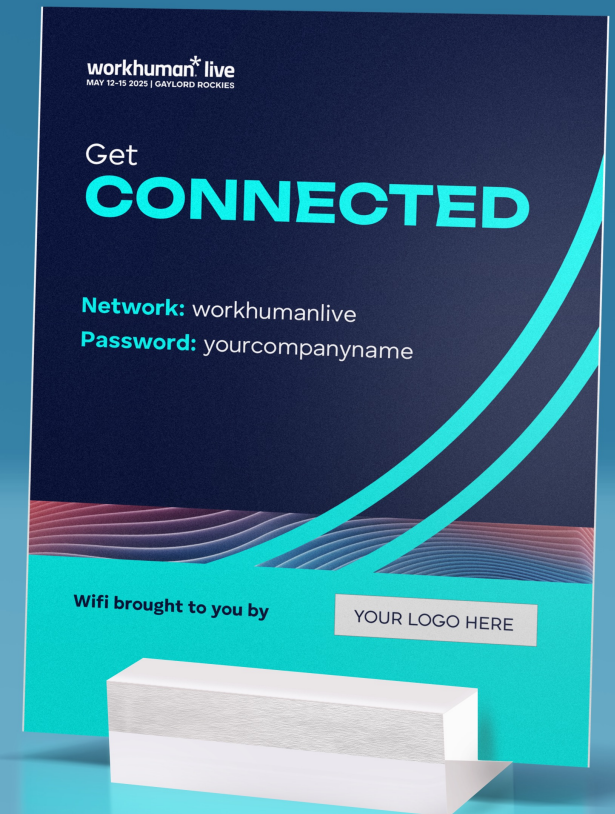 workhuman* live
MAY 12-15 2025 | GAYLORD ROCKIES
Get
CONNECTED
Network: workhumanlive
Password: yourcompanyname
Wifi brought to you by
YOUR LOGO HERE